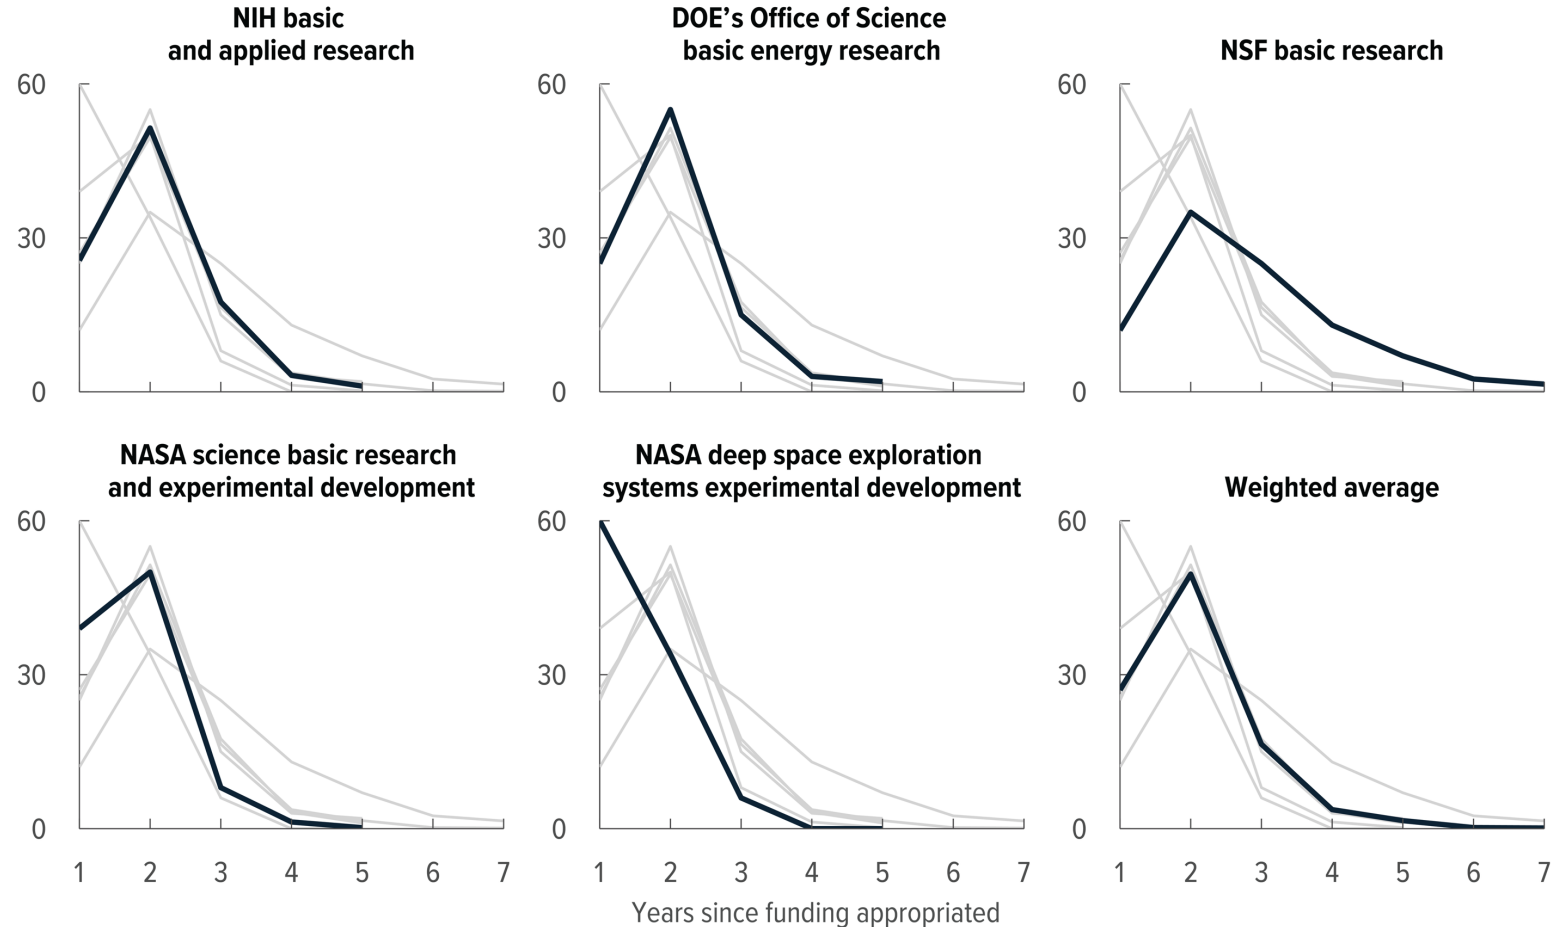 NIH basic
and applied research
DOE’s Office of Science
basic energy research
NSF basic research
60
30
0
60
30
0
60
30
0
NASA science basic research
and experimental development
NASA deep space exploration
systems experimental development
Weighted average
60
30
0
60
30
0
60
30
0
1 2 3 4 5 6 7
1 2 3 4 5 6 7
1 2 3 4 5 6 7
Years since funding appropriated